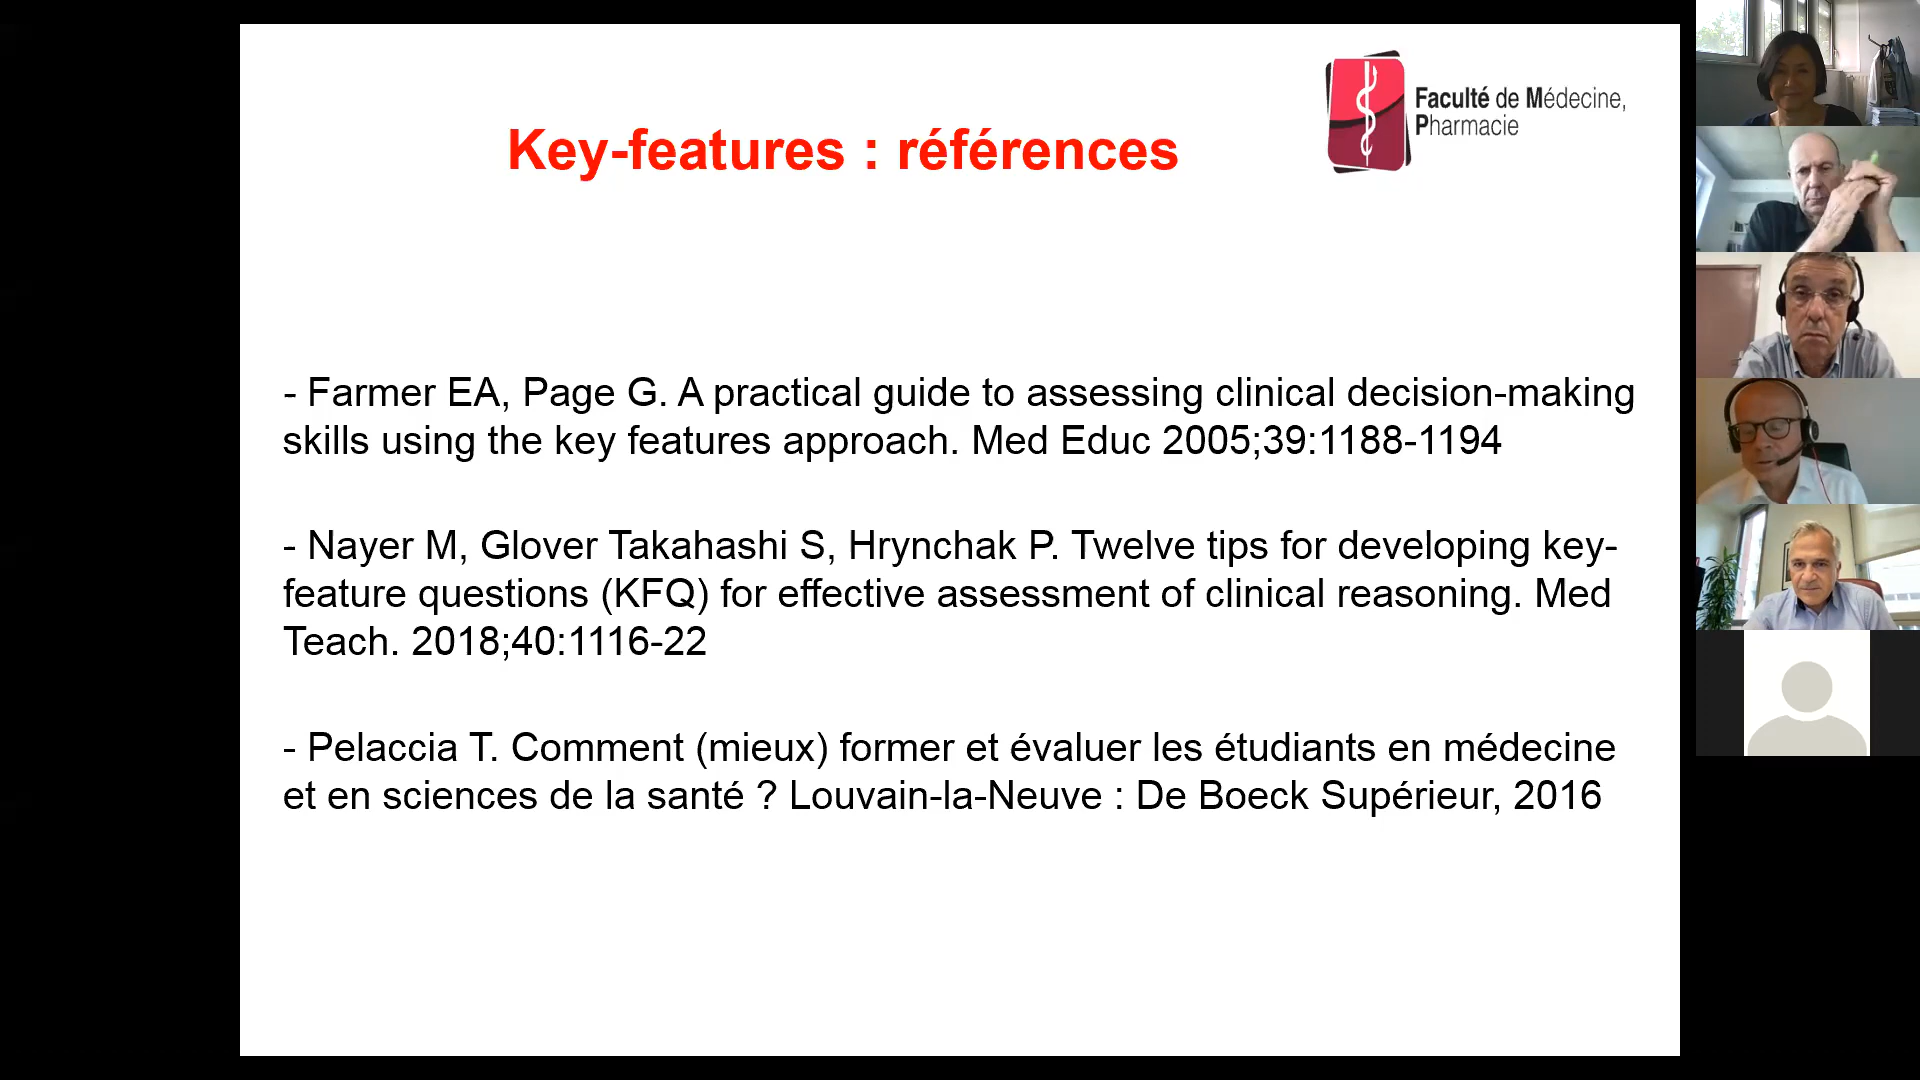 Faculté de Médecine,
Pharmacie
Key-features : références
- Farmer EA, Page G. A practical guide to assessing clinical decision-making
skills using the key features approach. Med Educ 2005;39:1188-1194
- Nayer M, Glover Takahashi S, Hrynchak P. Twelve tips for developing key-
feature questions (KFQ) for effective assessment of clinical reasoning. Med
Teach. 2018;40:1116-22
- Pelaccia T. Comment (mieux) former et évaluer les étudiants en médecine
et en sciences de la santé ? Louvain-la-Neuve : De Boeck Supérieur, 2016